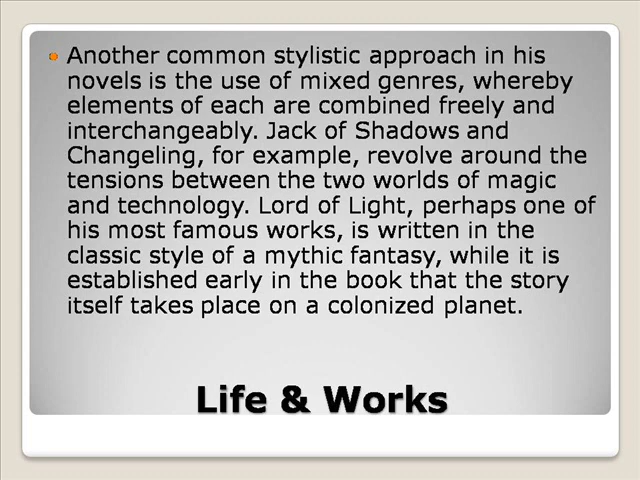 Another common stylistic approach in his
novels is the use of mixed genres, whereby
elements of each are combined freely and
interchangeably. Jack of Shadows and
Changeling, for example, revolve around the
tensions between the two worlds of magic
and technology. Lord of Light, perhaps one of
his most famous works, is written in the
classic style of a mythic fantasy, while it is
established early in the book that the story
itself takes place on a colonized planet.
Life & Works